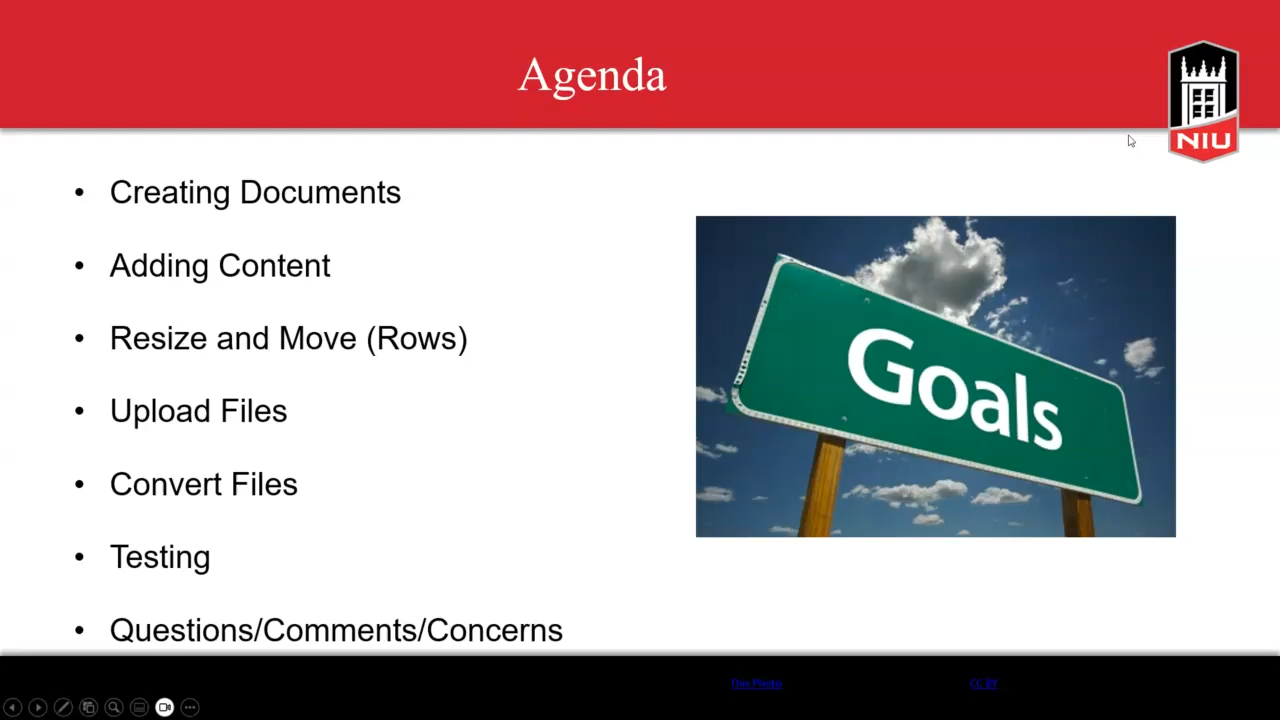 Agenda
NIU
• Creating Documents
• Adding Content
• Resize and Move (Rows)
• Upload Files
• Convert Files
• Testing
• Questions/Comments/Concerns
Goals
This Photo
CC BY